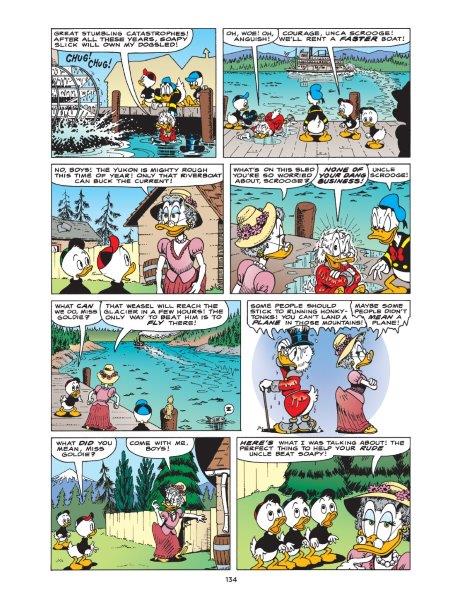 GREAT STUMBLING CATASTROPHES!
AFTER ALL THESE YEARS, SOAPY
SLICK WILL OWN MY DOGSLED!
CHUG!
CHUG!
OH, WOE! OH,
ANGUISH!
COURAGE, UNCA SCROOGE!
WE'LL RENT A FASTER BOAT!
NO, BOYS! THE YUKON IS MIGHTY ROUGH
THIS TIME OF YEAR! ONLY THAT RIVERBOAT
CAN BUCK THE CURRENT!
WHAT'S ON THIS SLED
YOU'RE SO WORRIED
ABOUT, SCROOGE?
NONE OF
YOUR DANG
BUSINESS!
UNCLE
SCROOGE!
WHAT CAN
WE DO, MISS
GOLDIE?
THAT WEASEL WILL REACH THE
GLACIER IN A FEW HOURS! THE
ONLY WAY TO BEAT HIM IS TO
FLY THERE!
SOME PEOPLE SHOULD
STICK TO RUNNING HONKY-
TONKS! YOU CAN'T LAND A
PLANE IN THOSE MOUNTAINS!
MAYBE SOME
PEOPLE DIDN'T
MEAN A
PLANE!
WHAT DID YOU
MEAN, MISS
GOLDIE?
COME WITH ME,
BOYS!
HERE'S WHAT I WAS TALKING ABOUT! THE
PERFECT THING TO HELP YOUR RUDE
UNCLE BEAT SOAPY!
134